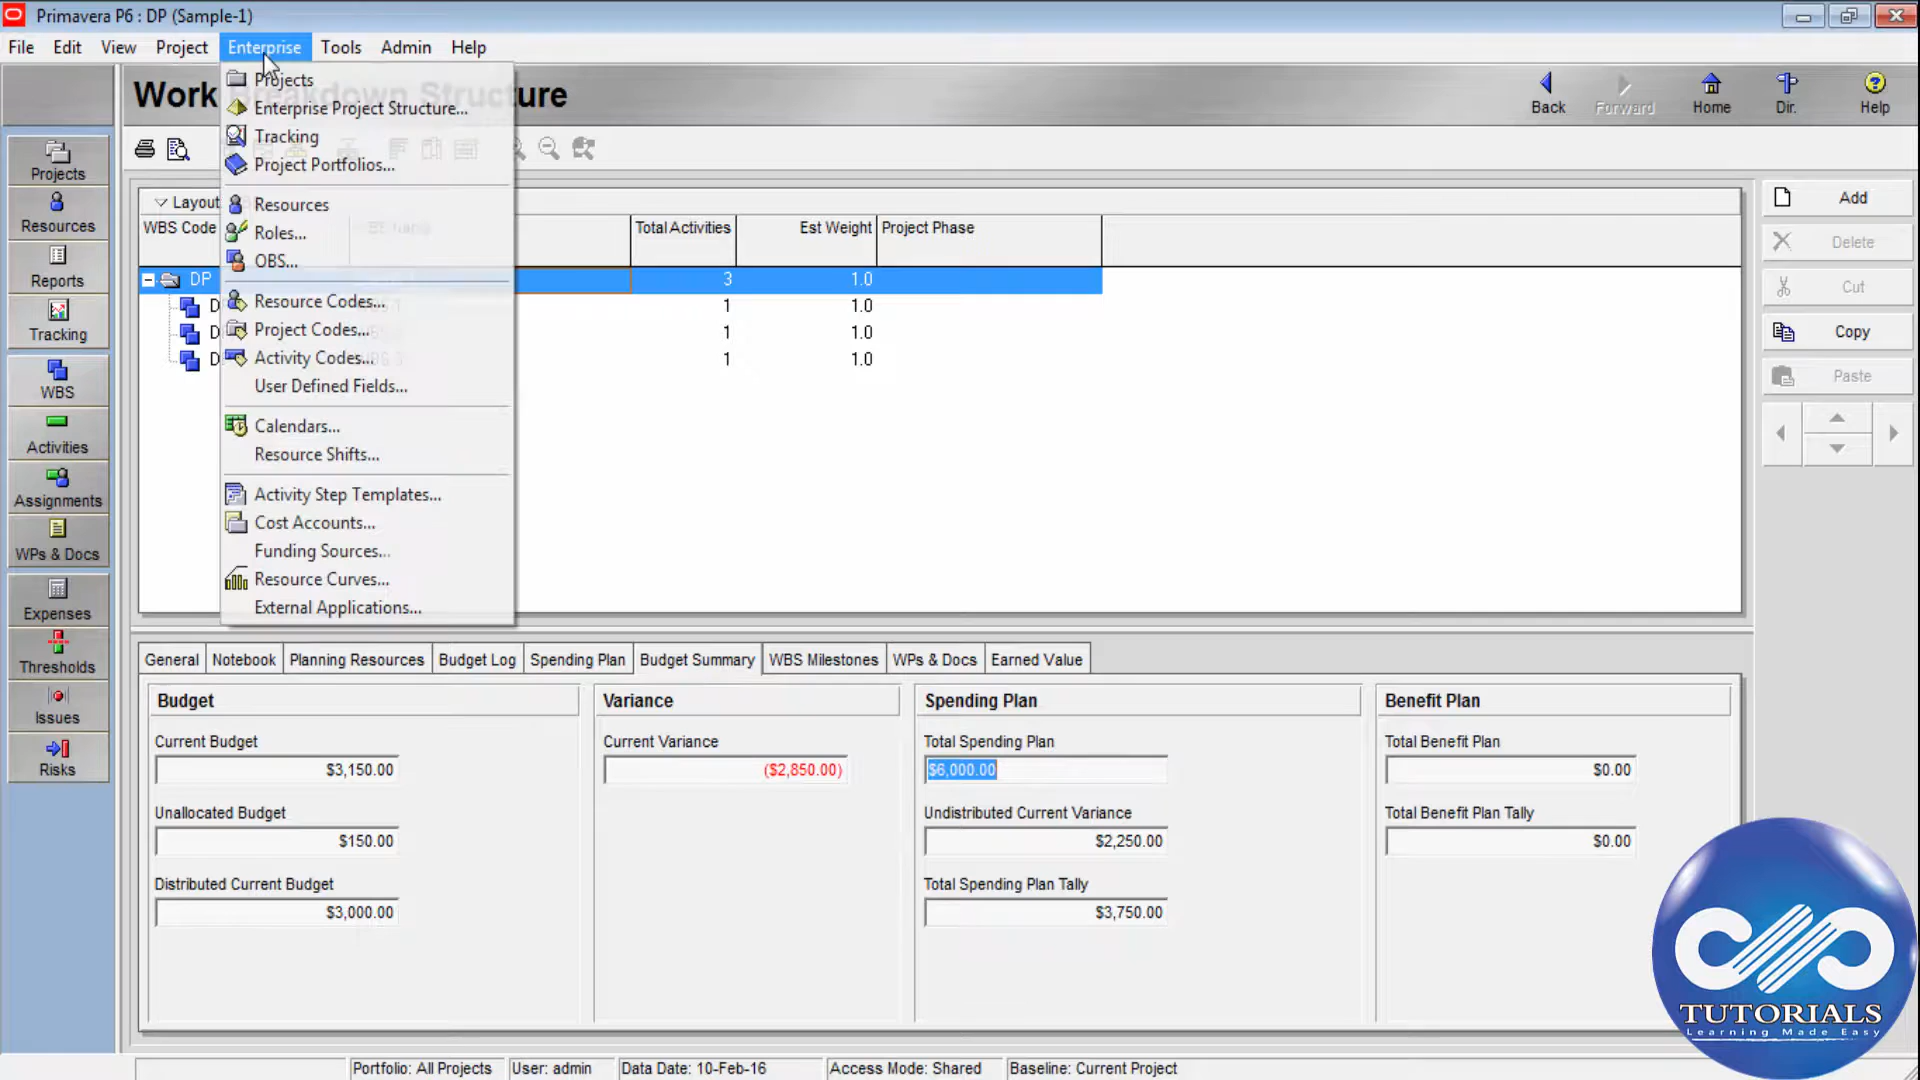 Primavera P6 : DP (Sample-1)
File Edit View Project Enterprise Tools Admin Help
Work Breakdown Structure
Back Forward Home Dir. Help
Projects
Enterprise Project Structure...
Tracking
Project Portfolios...
Resources
Roles...
OBS...
Resource Codes...
Project Codes...
Activity Codes...
User Defined Fields...
Calendars...
Resource Shifts...
Activity Step Templates...
Cost Accounts...
Funding Sources...
Resource Curves...
External Applications...
Projects
Resources
Reports
Tracking
WBS
Activities
Assignments
WPs & Docs
Expenses
Thresholds
Issues
Risks
Layout
WBS Code Total Activities Est Weight Project Phase
DP 3 1.0
D 1 1.0
D 1 1.0
D 1 1.0
Add
Delete
Cut
Copy
Paste
General Notebook Planning Resources Budget Log Spending Plan Budget Summary WBS Milestones WPs & Docs Earned Value
Budget Variance Spending Plan Benefit Plan
Current Budget Current Variance Total Spending Plan Total Benefit Plan
$3,150.00 ($2,850.00) $6,000.00 $0.00
Unallocated Budget Undistributed Current Variance Total Benefit Plan Tally
$150.00 $2,250.00 $0.00
Distributed Current Budget Total Spending Plan Tally
$3,000.00 $3,750.00
TUTORIALS
Learning Made Easy
Portfolio: All Projects User: admin Data Date: 10-Feb-16 Access Mode: Shared Baseline: Current Project